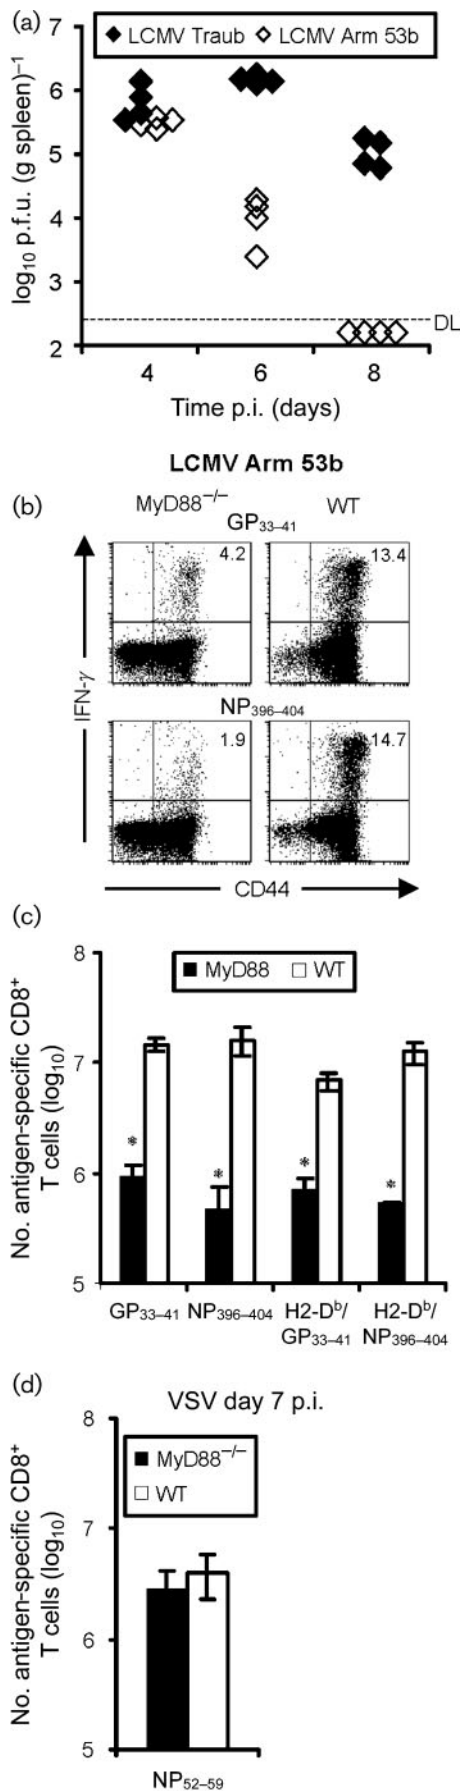 (a)
7
6
5
4
3
2
log₁₀ p.f.u. (g spleen)⁻¹
LCMV Traub LCMV Arm 53b
DL
4 6 8
Time p.i. (days)
LCMV Arm 53b
(b)
MyD88⁻/⁻ WT
GP₃₃₋₄₁
4.2 13.4
IFN-γ
NP₃₉₆₋₄₀₄
1.9 14.7
CD44
(c)
8
7
6
5
No. antigen-specific CD8⁺
T cells (log₁₀)
MyD88 WT
* * * *
GP₃₃₋₄₁ NP₃₉₆₋₄₀₄ H2-Dᵇ/ H2-Dᵇ/
GP₃₃₋₄₁ NP₃₉₆₋₄₀₄
(d)
VSV day 7 p.i.
8
7
6
5
No. antigen-specific CD8⁺
T cells (log₁₀)
MyD88⁻/⁻
WT
NP₅₂₋₅₉